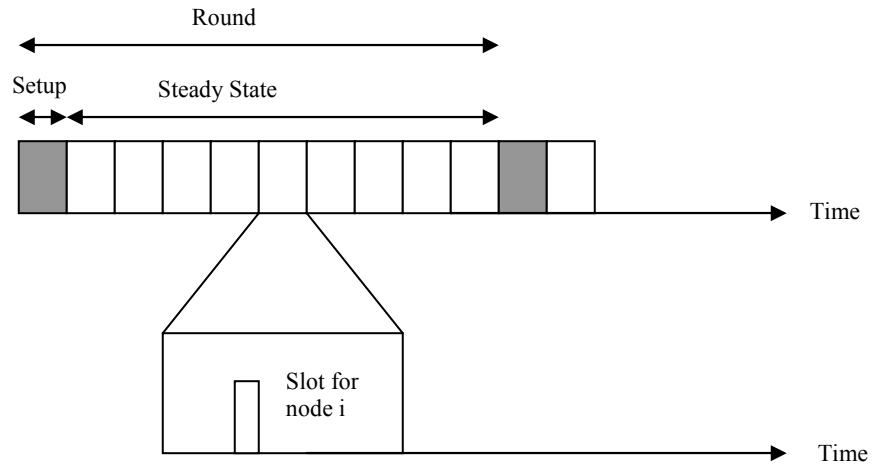 Round
Setup
Steady State
Time
Slot for
node i
Time